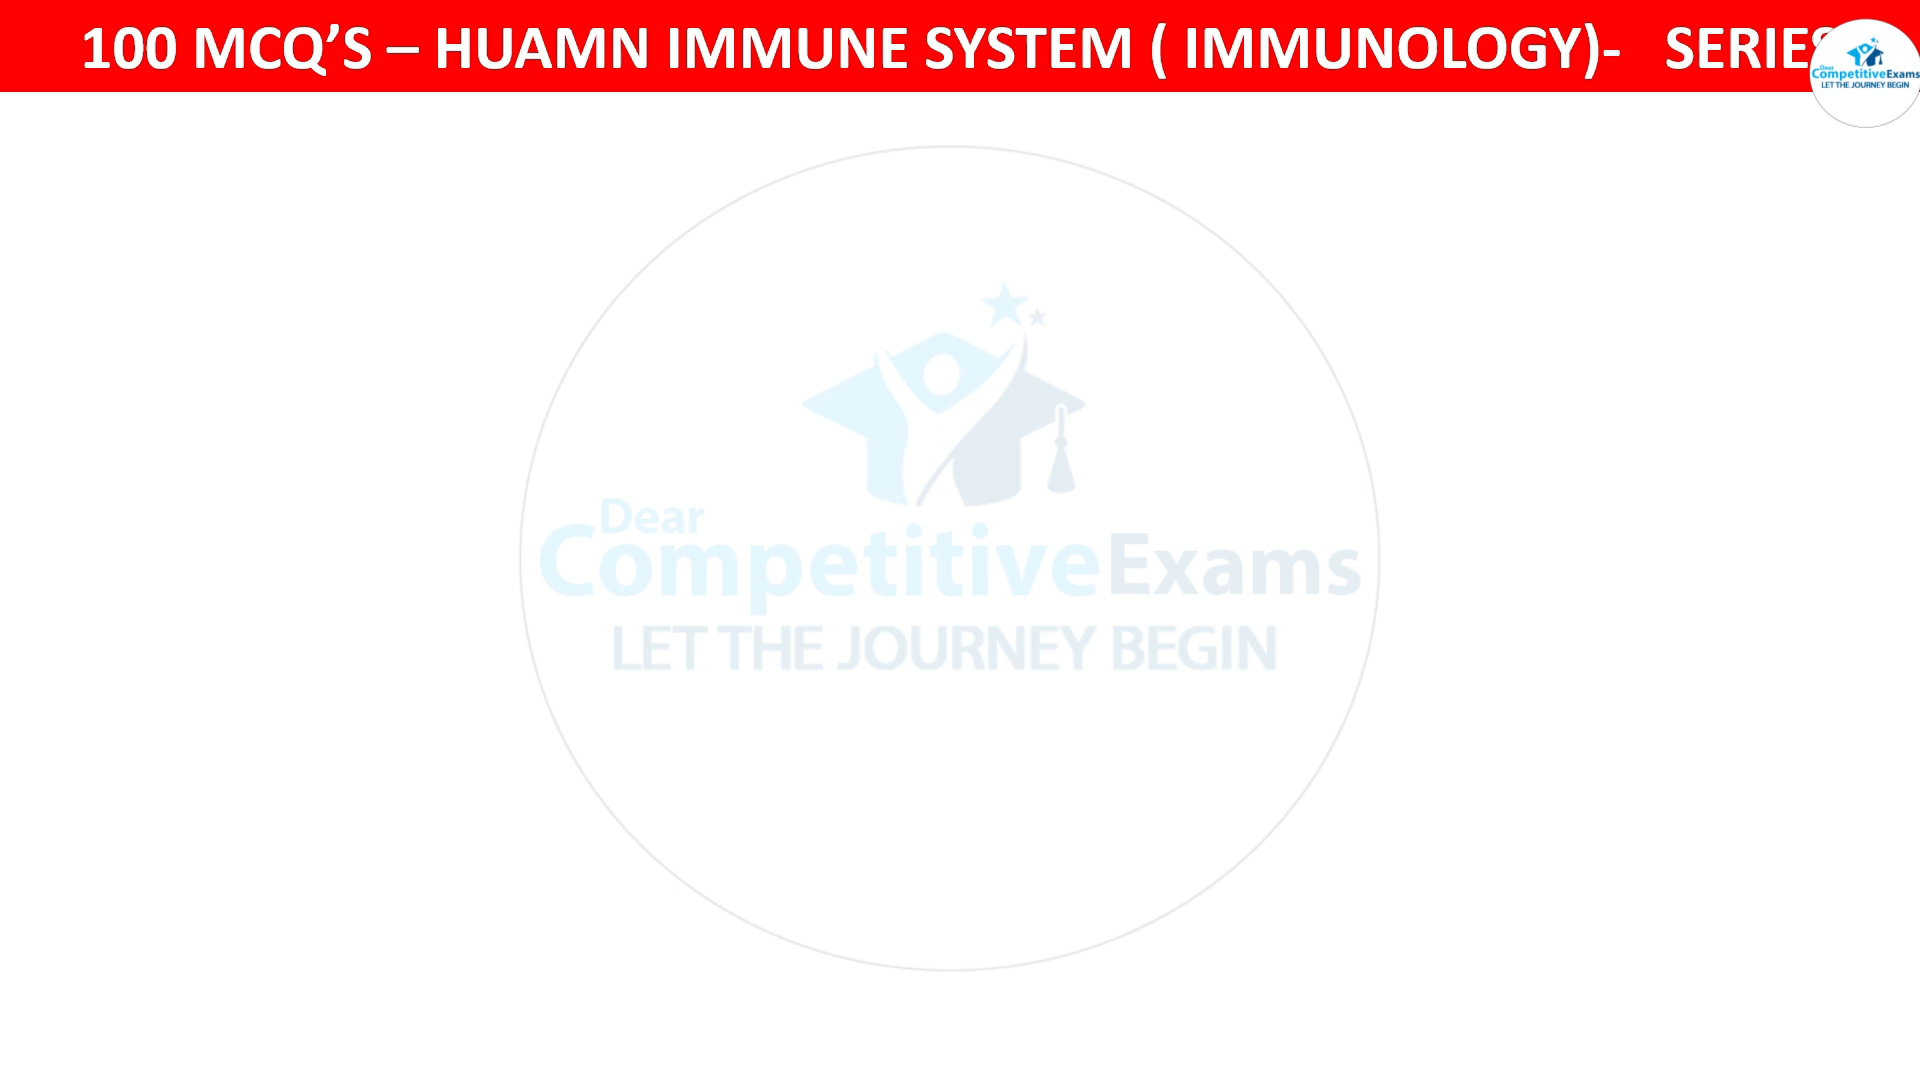 100 MCQ’S – HUAMN IMMUNE SYSTEM ( IMMUNOLOGY)- SERIES
Dear
CompetitiveExams
LET THE JOURNEY BEGIN
Dear
CompetitiveExams
LET THE JOURNEY BEGIN